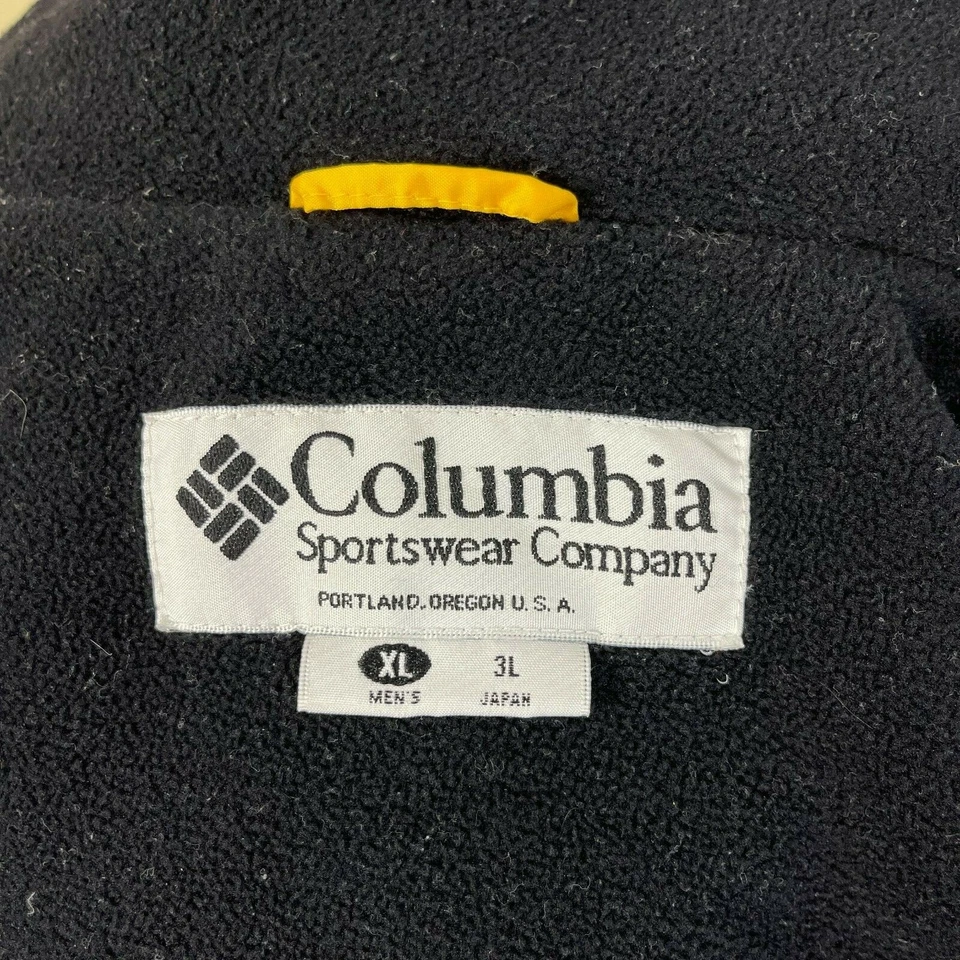 Columbia
Sportswear Company
PORTLAND.OREGON U.S.A.
XL 3L
MEN'S JAPAN